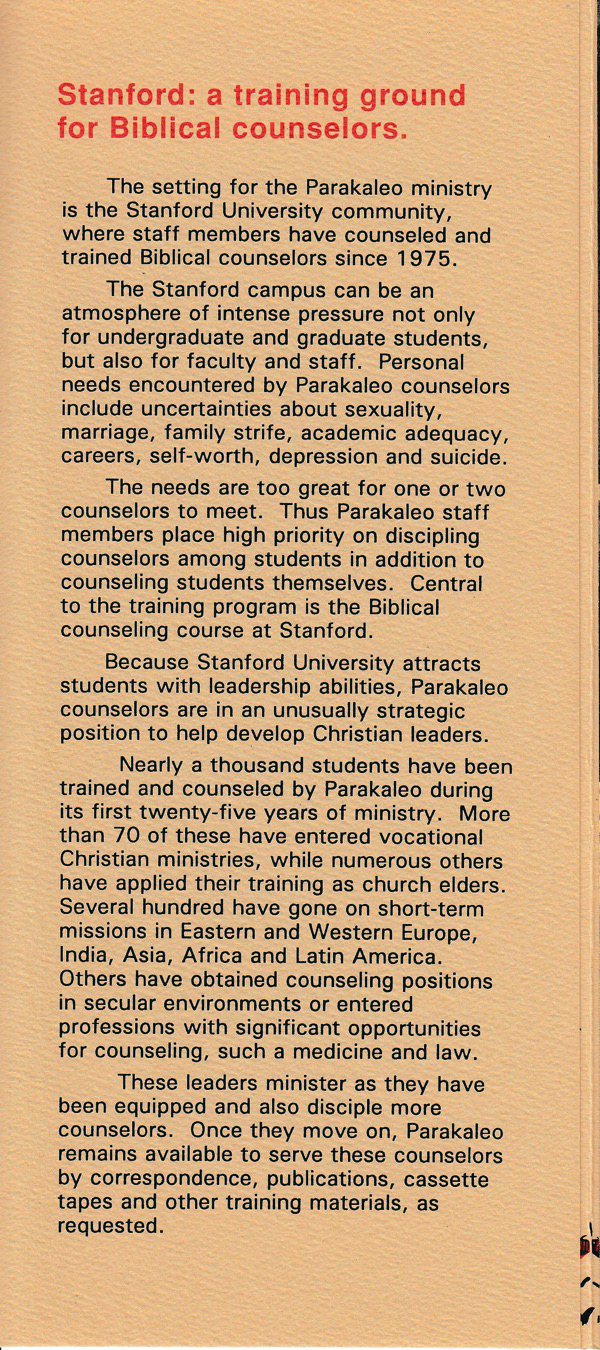 Stanford: a training ground
for Biblical counselors.
The setting for the Parakaleo ministry
is the Stanford University community,
where staff members have counseled and
trained Biblical counselors since 1975.
The Stanford campus can be an
atmosphere of intense pressure not only
for undergraduate and graduate students,
but also for faculty and staff.  Personal
needs encountered by Parakaleo counselors
include uncertainties about sexuality,
marriage, family strife, academic adequacy,
careers, self-worth, depression and suicide.
The needs are too great for one or two
counselors to meet.  Thus Parakaleo staff
members place high priority on discipling
counselors among students in addition to
counseling students themselves.  Central
to the training program is the Biblical
counseling course at Stanford.
Because Stanford University attracts
students with leadership abilities, Parakaleo
counselors are in an unusually strategic
position to help develop Christian leaders.
Nearly a thousand students have been
trained and counseled by Parakaleo during
its first twenty-five years of ministry.  More
than 70 of these have entered vocational
Christian ministries, while numerous others
have applied their training as church elders.
Several hundred have gone on short-term
missions in Eastern and Western Europe,
India, Asia, Africa and Latin America.
Others have obtained counseling positions
in secular environments or entered
professions with significant opportunities
for counseling, such a medicine and law.
These leaders minister as they have
been equipped and also disciple more
counselors.  Once they move on, Parakaleo
remains available to serve these counselors
by correspondence, publications, cassette
tapes and other training materials, as
requested.